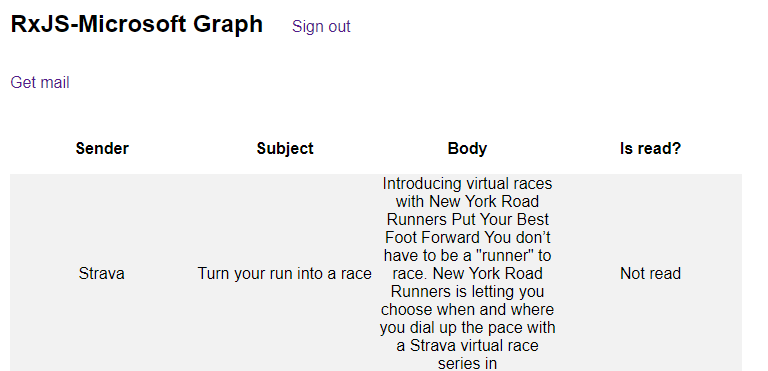 RxJS-Microsoft Graph Sign out
Get mail
Sender Subject Body Is read?
Introducing virtual races
with New York Road
Runners Put Your Best
Foot Forward You don’t
have to be a "runner" to
Strava Turn your run into a race race. New York Road Not read
Runners is letting you
choose when and where
you dial up the pace with
a Strava virtual race
series in